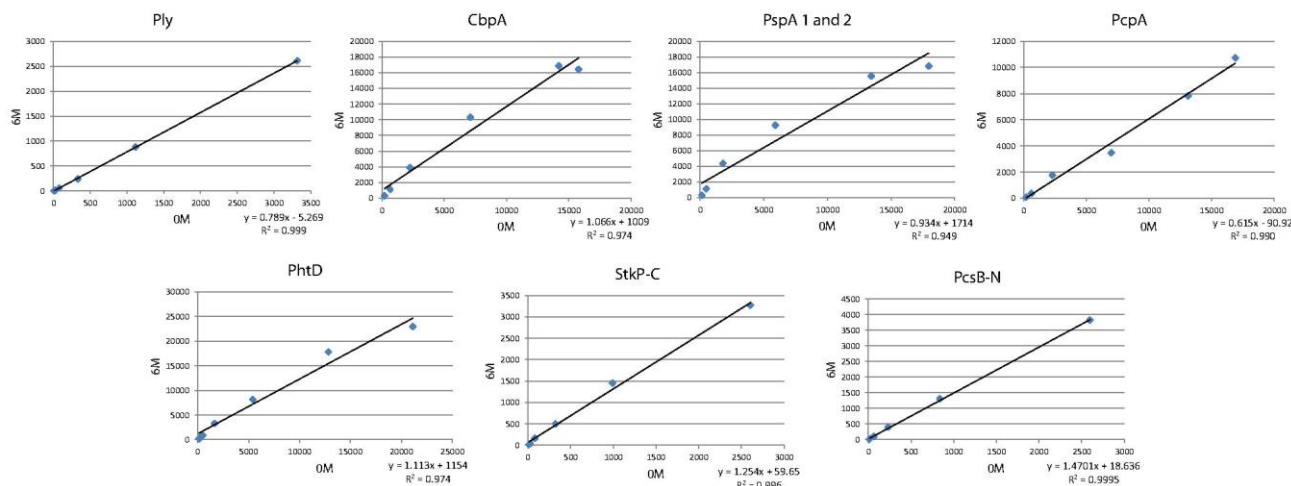 Ply
3000
2500
2000
1500
1000
500
0
6M
0 500 1000 1500 2000 2500 3000 3500
0M
y = 0.789x - 5.269
R² = 0.999
CbpA
20000
18000
16000
14000
12000
10000
8000
6000
4000
2000
0
6M
0 5000 10000 15000 20000
0M
y = 1.066x + 1009
R² = 0.974
PspA 1 and 2
20000
18000
16000
14000
12000
10000
8000
6000
4000
2000
0
6M
0 5000 10000 15000 20000
0M
y = 0.934x + 1714
R² = 0.949
PcpA
12000
10000
8000
6000
4000
2000
0
6M
0 5000 10000 15000 20000
0M
y = 0.615x - 90.92
R² = 0.990
PhtD
30000
25000
20000
15000
10000
5000
0
6M
0 5000 10000 15000 20000 25000
0M
y = 1.113x + 1154
R² = 0.974
StkP-C
3500
3000
2500
2000
1500
1000
500
0
6M
0 500 1000 1500 2000 2500 3000
0M
y = 1.254x + 59.65
R² = 0.996
PcsB-N
4500
4000
3500
3000
2500
2000
1500
1000
500
0
6M
0 500 1000 1500 2000 2500 3000
0M
y = 1.4701x + 18.636
R² = 0.9995